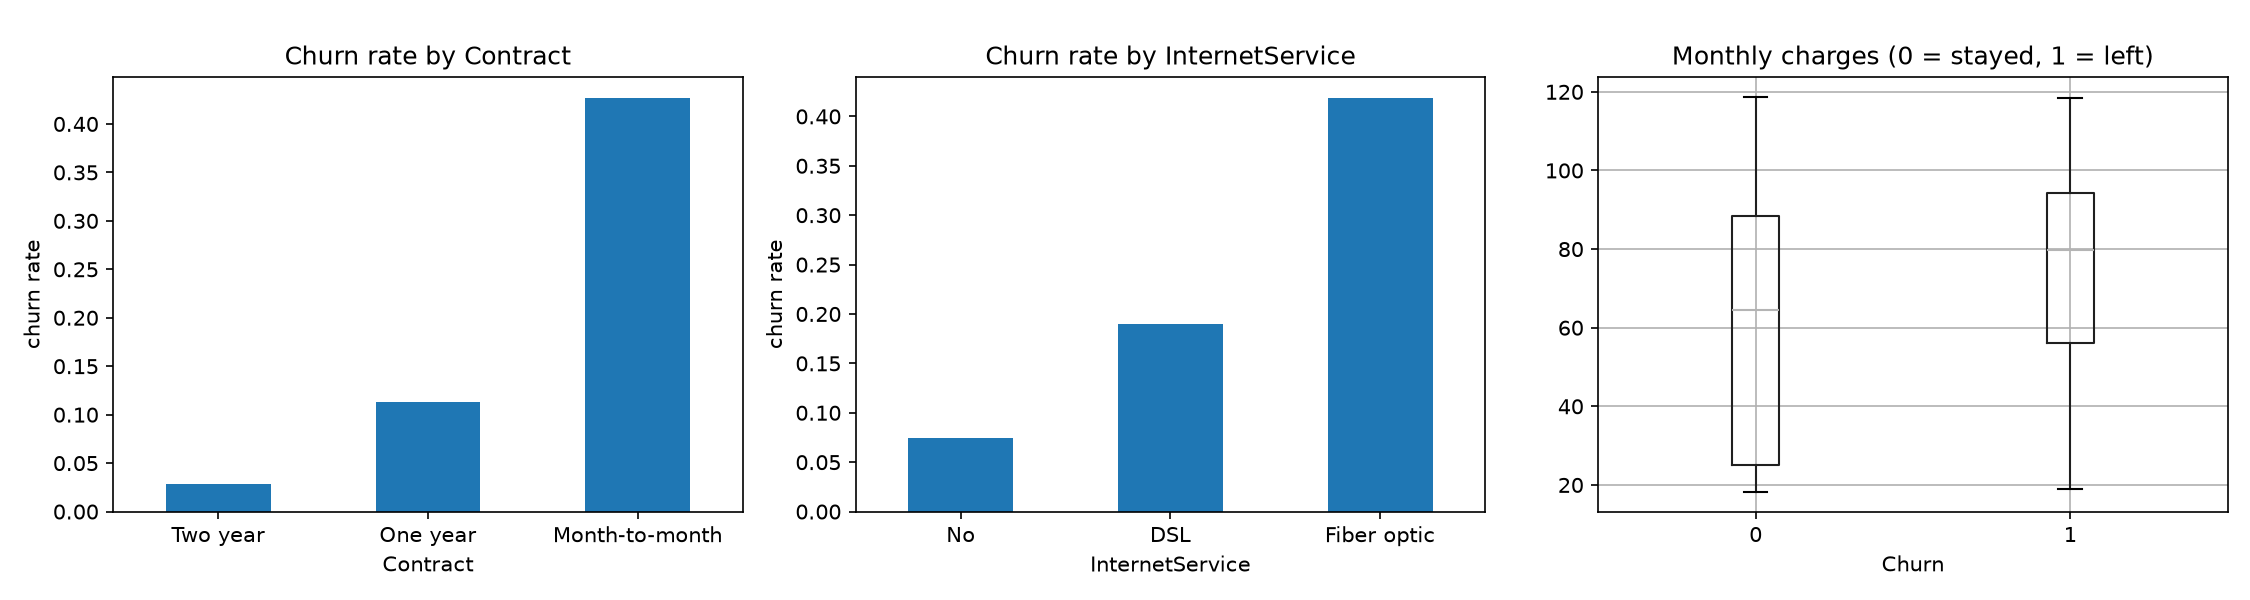 Churn rate by Contract
churn rate
0.40
0.35
0.30
0.25
0.20
0.15
0.10
0.05
0.00
Two year One year Month-to-month
Contract
Churn rate by InternetService
churn rate
0.40
0.35
0.30
0.25
0.20
0.15
0.10
0.05
0.00
No DSL Fiber optic
InternetService
Monthly charges (0 = stayed, 1 = left)
120
100
80
60
40
20
0 1
Churn